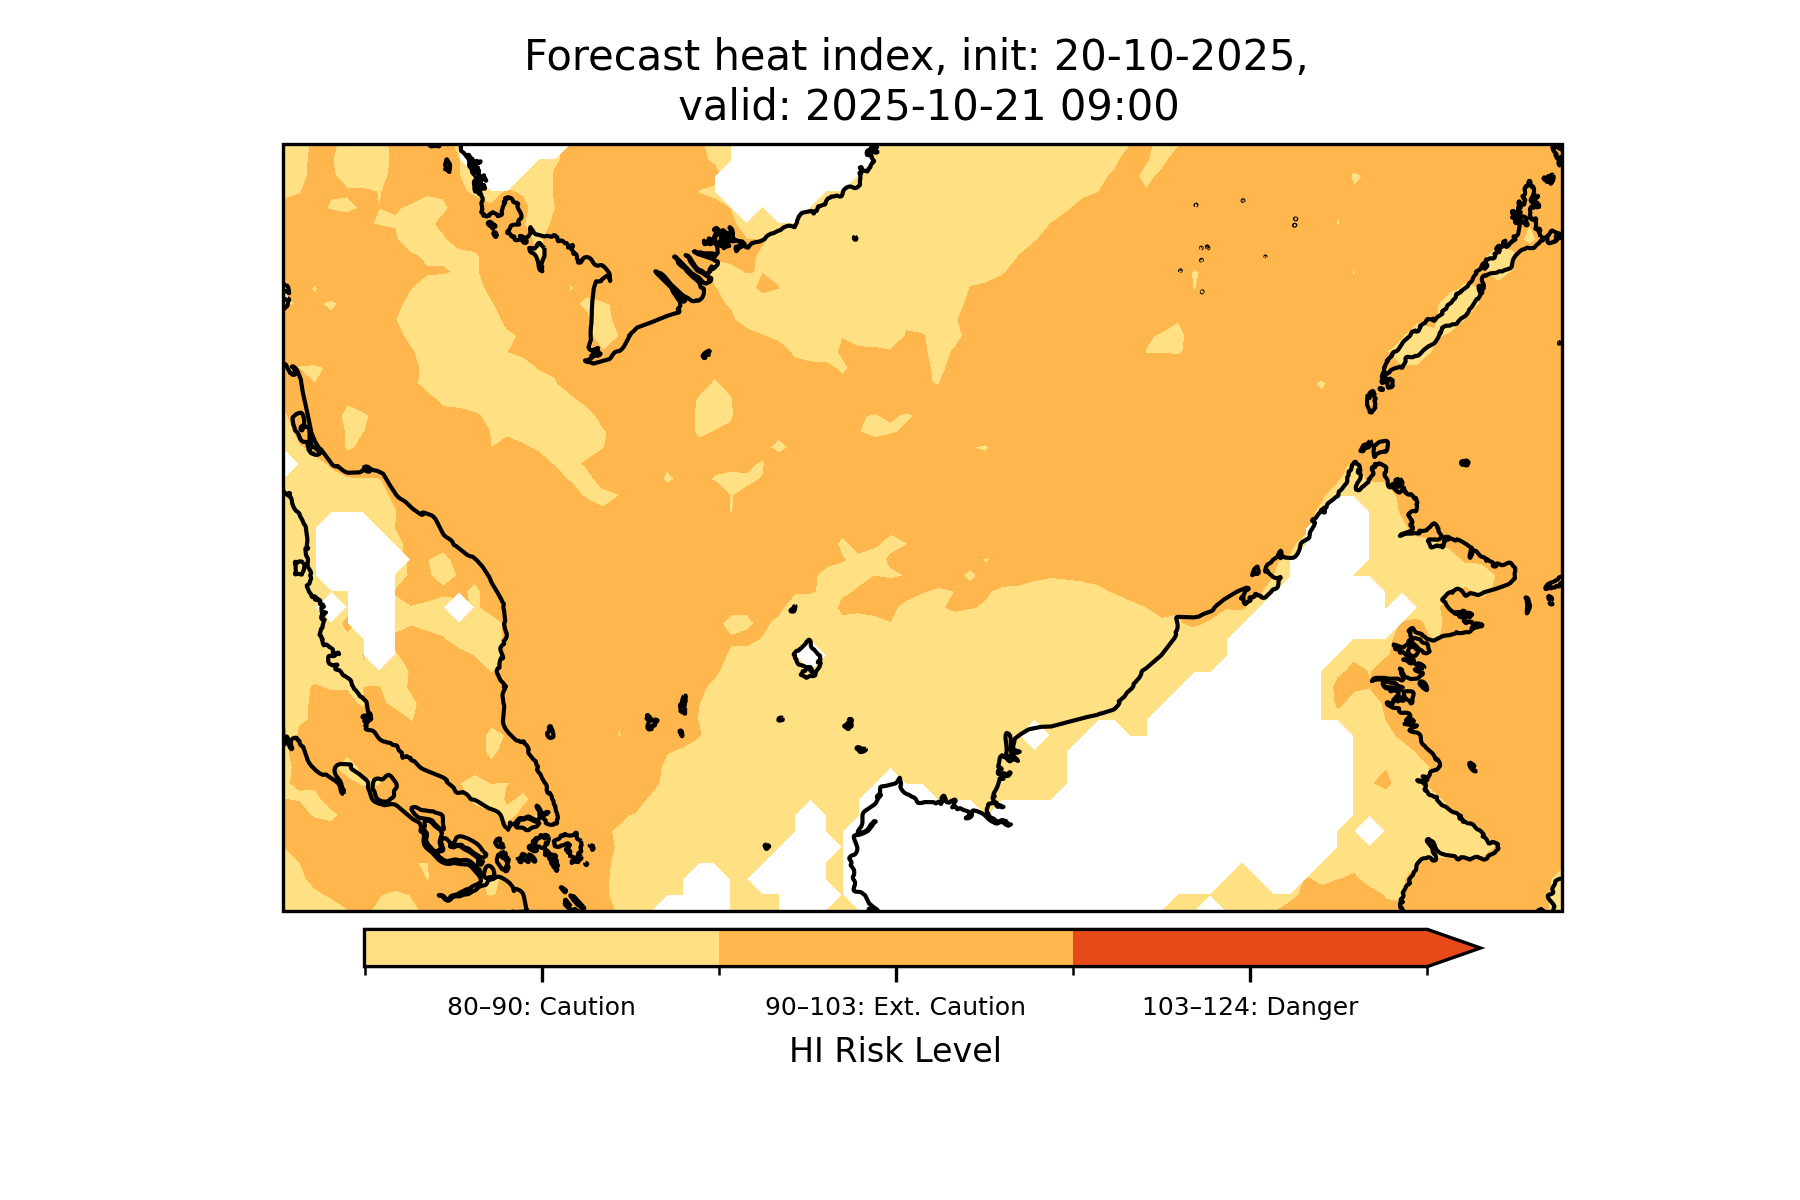 Forecast heat index, init: 20-10-2025,
valid: 2025-10-21 09:00
80–90: Caution
90–103: Ext. Caution
103–124: Danger
HI Risk Level